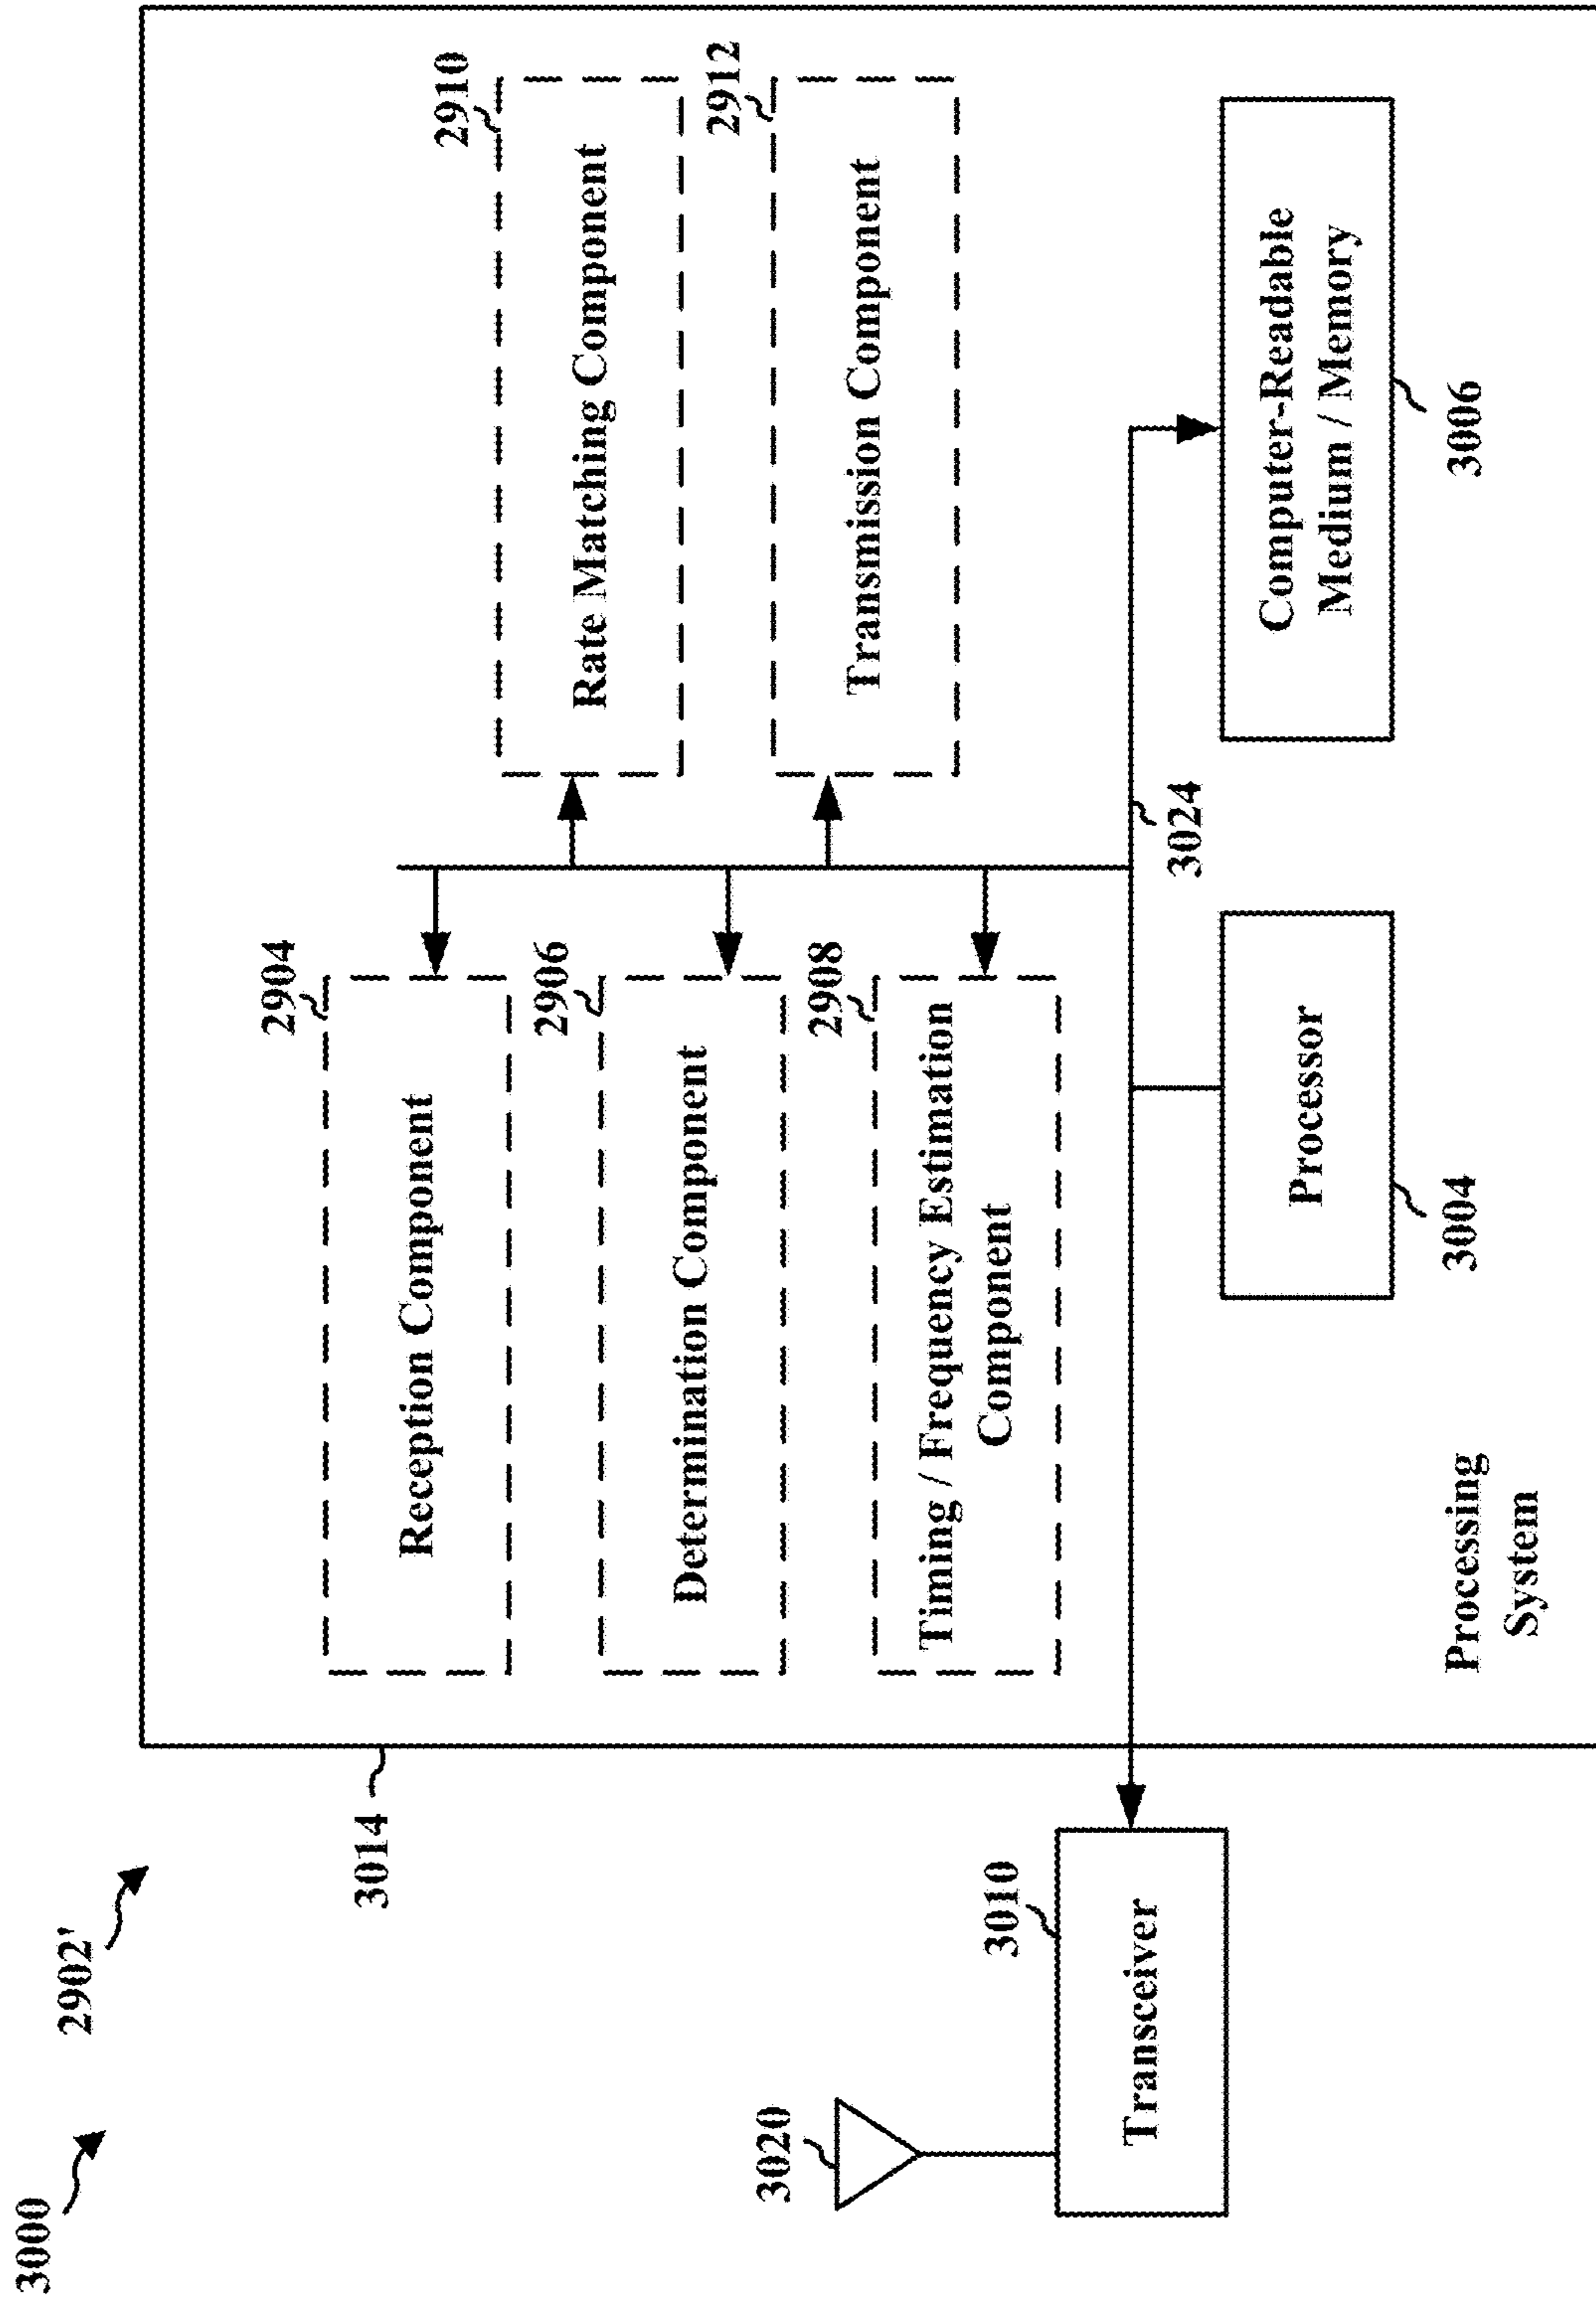 3000
2902'
3014
2904
Reception Component
2910
Rate Matching Component
2906
Determination Component
2912
Transmission Component
2908
Timing / Frequency Estimation
Component
3020
3010
Transceiver
3024
Processor
3004
Computer-Readable
Medium / Memory
3006
Processing
System